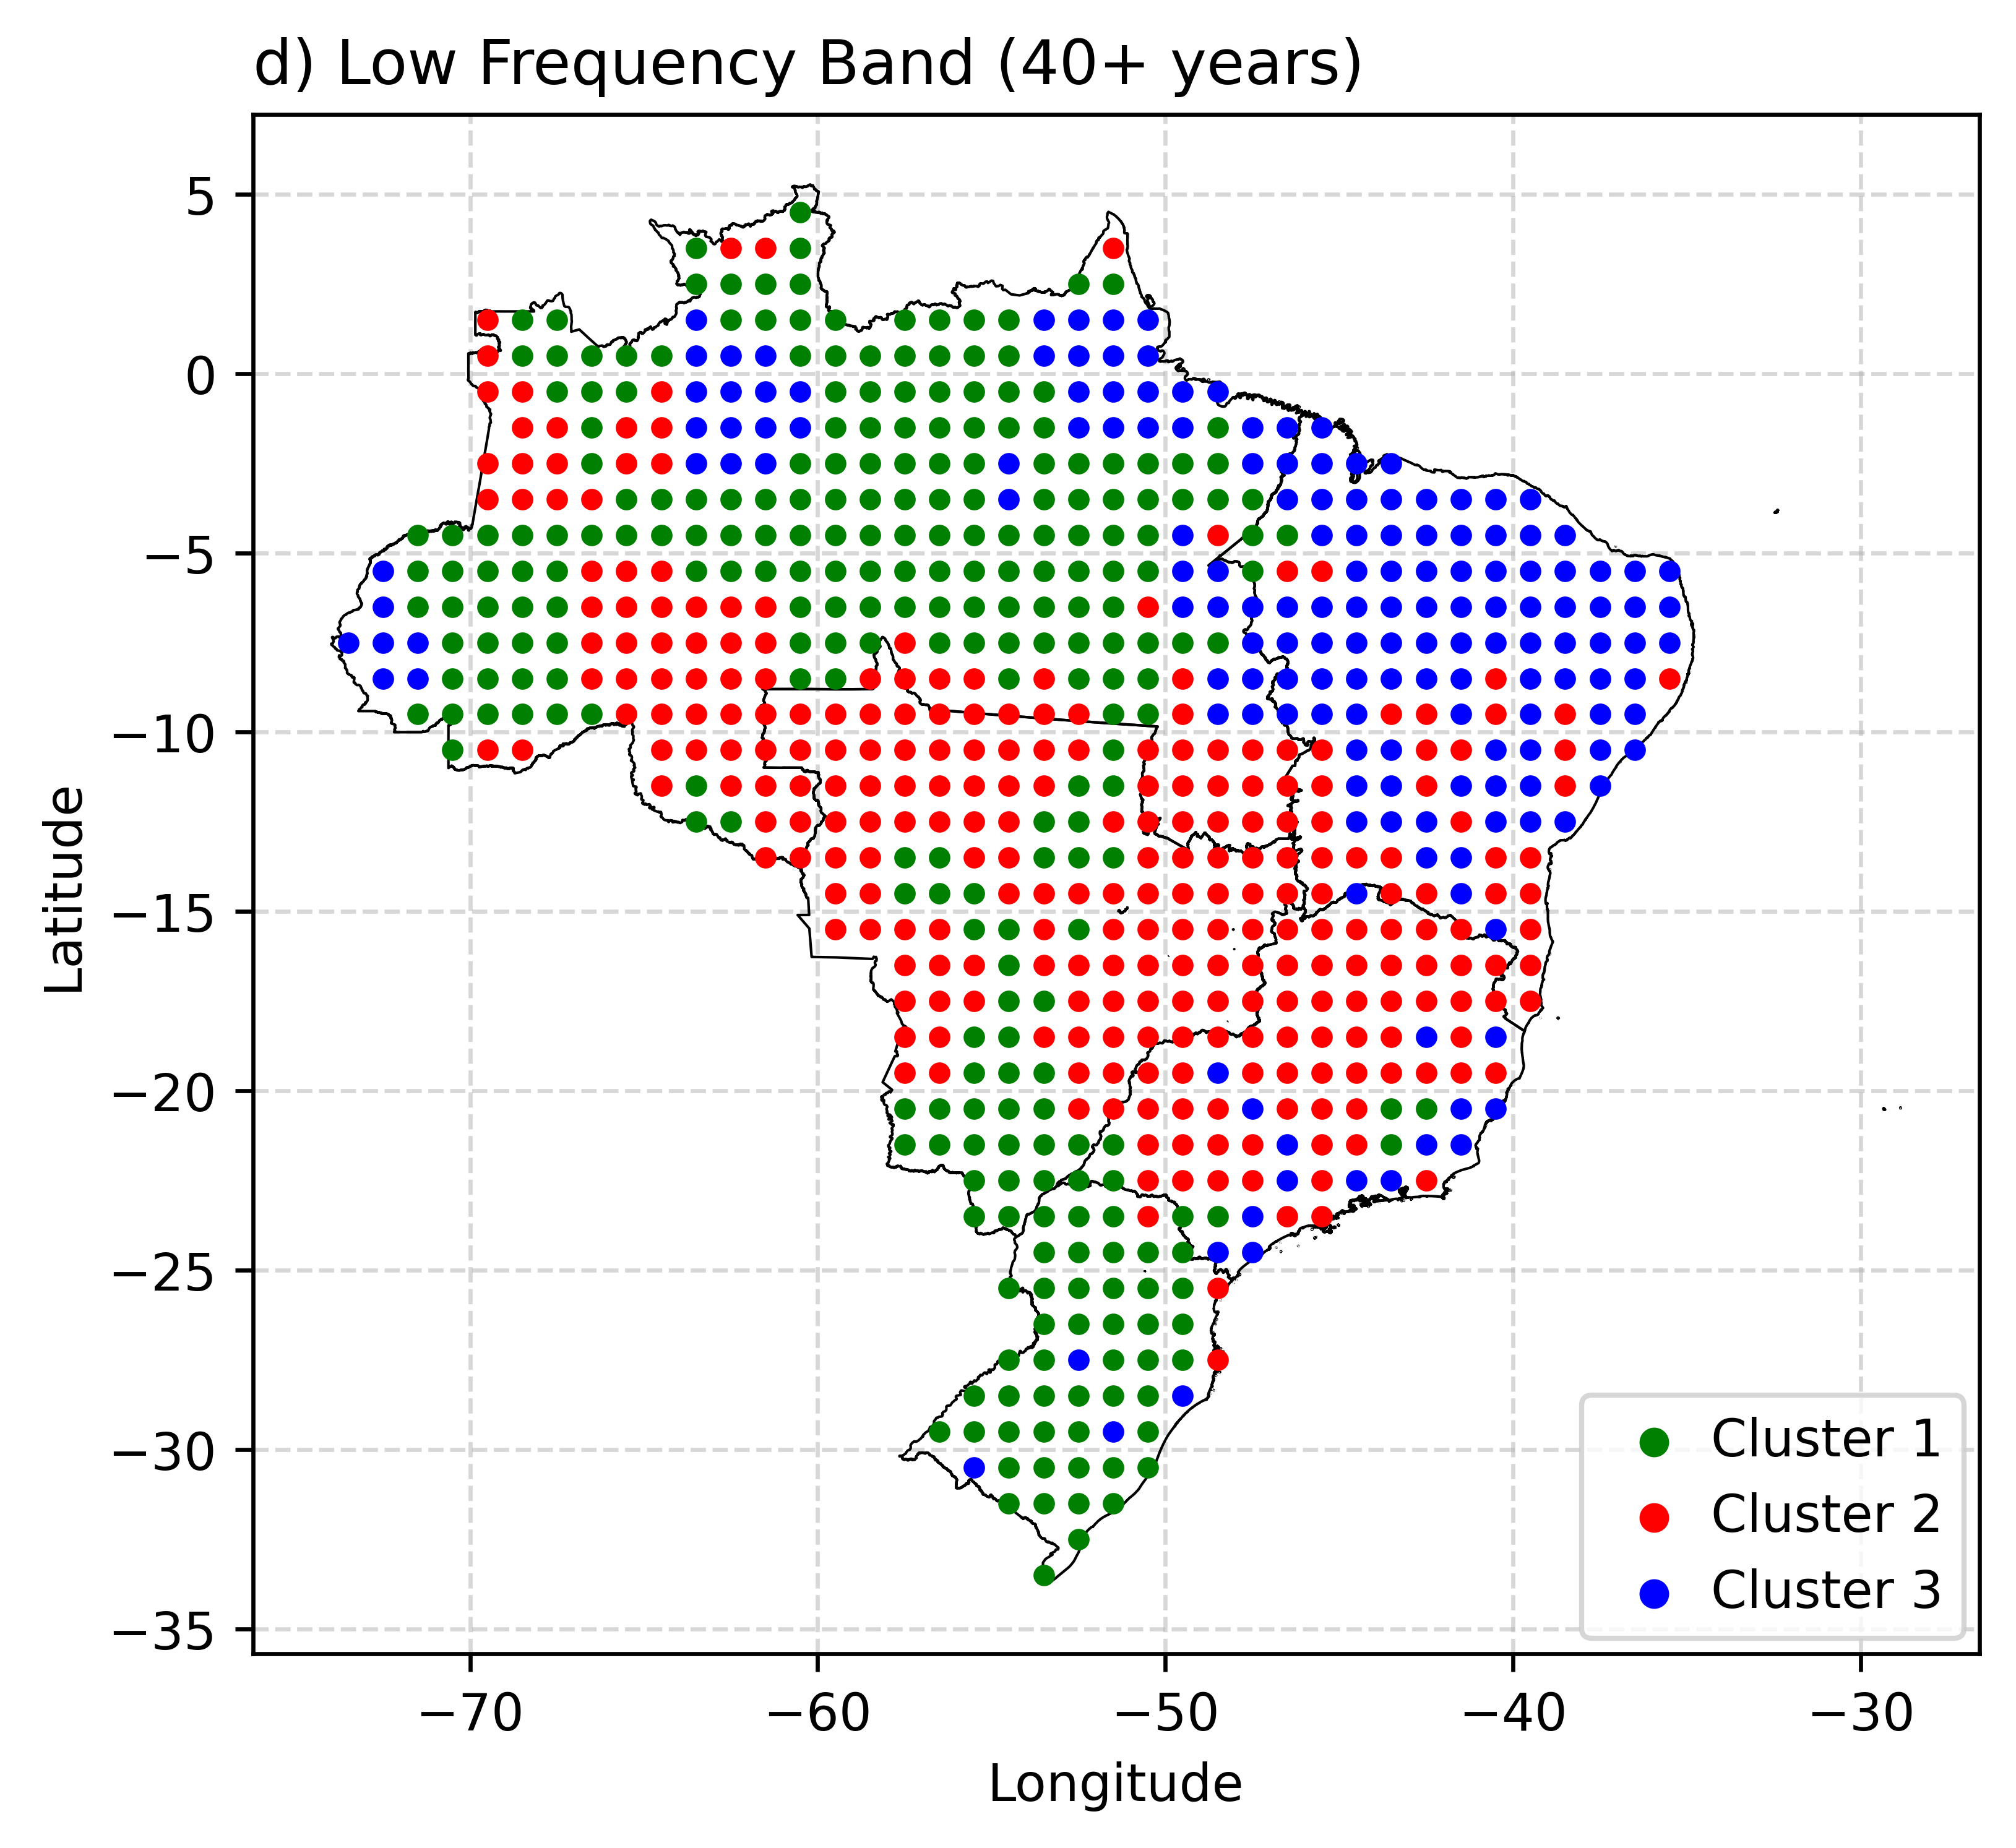 d) Low Frequency Band (40+ years)
5
0
−5
−10
−15
−20
−25
−30
−35
Latitude
Cluster 1
Cluster 2
Cluster 3
−70 −60 −50 −40 −30
Longitude